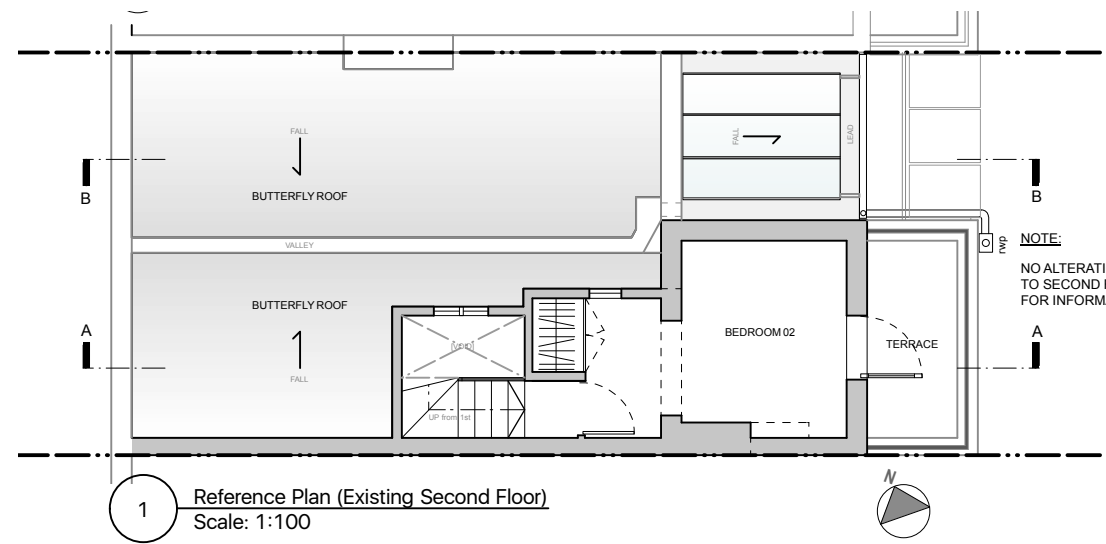 FALL
BUTTERFLY ROOF
FALL
LEAD
B
B
VALLEY
rwp
NOTE:
NO ALTERATI
TO SECOND
FOR INFORM
BUTTERFLY ROOF
FALL
A
A
[VOID]
BEDROOM 02
TERRACE
UP from 1st
N
1
Reference Plan (Existing Second Floor)
Scale: 1:100